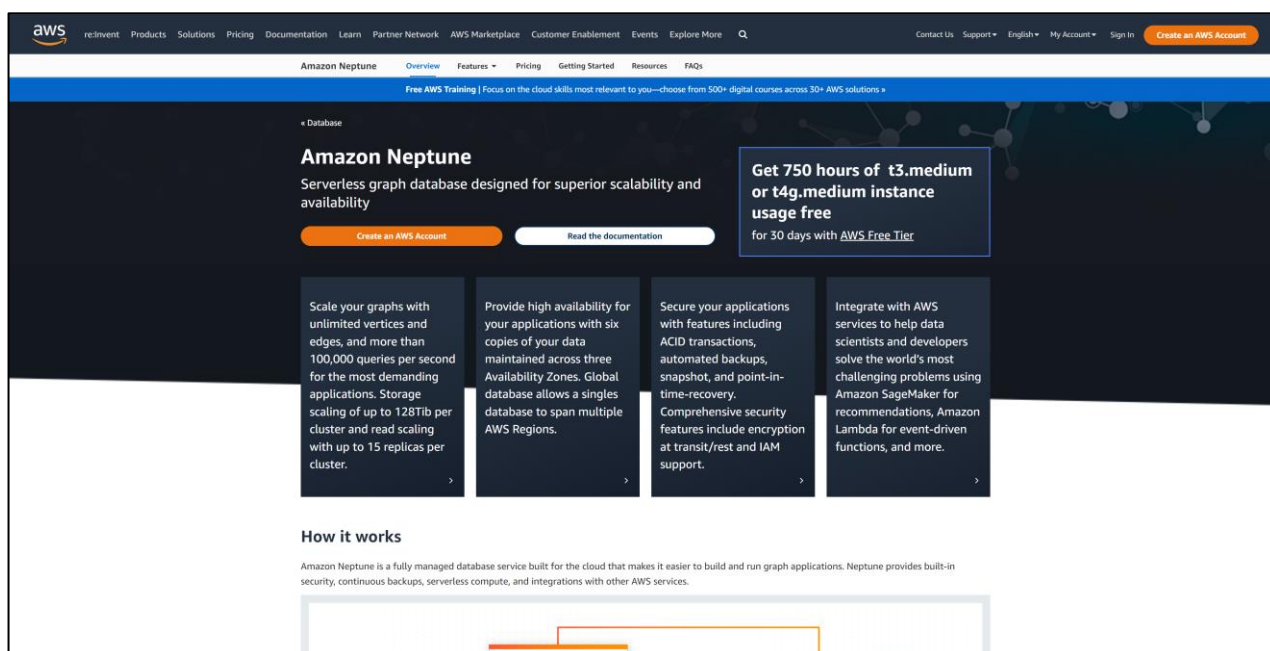 aws
re:Invent Products Solutions Pricing Documentation Learn Partner Network AWS Marketplace Customer Enablement Events Explore More
Contact Us Support English My Account Sign In Create an AWS Account
Amazon Neptune Overview Features Pricing Getting Started Resources FAQs
Free AWS Training | Focus on the cloud skills most relevant to you—choose from 500+ digital courses across 30+ AWS solutions »
« Database
Amazon Neptune
Serverless graph database designed for superior scalability and
availability
Create an AWS Account
Read the documentation
Get 750 hours of t3.medium
or t4g.medium instance
usage free
for 30 days with AWS Free Tier
Scale your graphs with
unlimited vertices and
edges, and more than
100,000 queries per second
for the most demanding
applications. Storage
scaling of up to 128Tib per
cluster and read scaling
with up to 15 replicas per
cluster.
Provide high availability for
your applications with six
copies of your data
maintained across three
Availability Zones. Global
database allows a singles
database to span multiple
AWS Regions.
Secure your applications
with features including
ACID transactions,
automated backups,
snapshot, and point-in-
time-recovery.
Comprehensive security
features include encryption
at transit/rest and IAM
support.
Integrate with AWS
services to help data
scientists and developers
solve the world's most
challenging problems using
Amazon SageMaker for
recommendations, Amazon
Lambda for event-driven
functions, and more.
How it works
Amazon Neptune is a fully managed database service built for the cloud that makes it easier to build and run graph applications. Neptune provides built-in
security, continuous backups, serverless compute, and integrations with other AWS services.